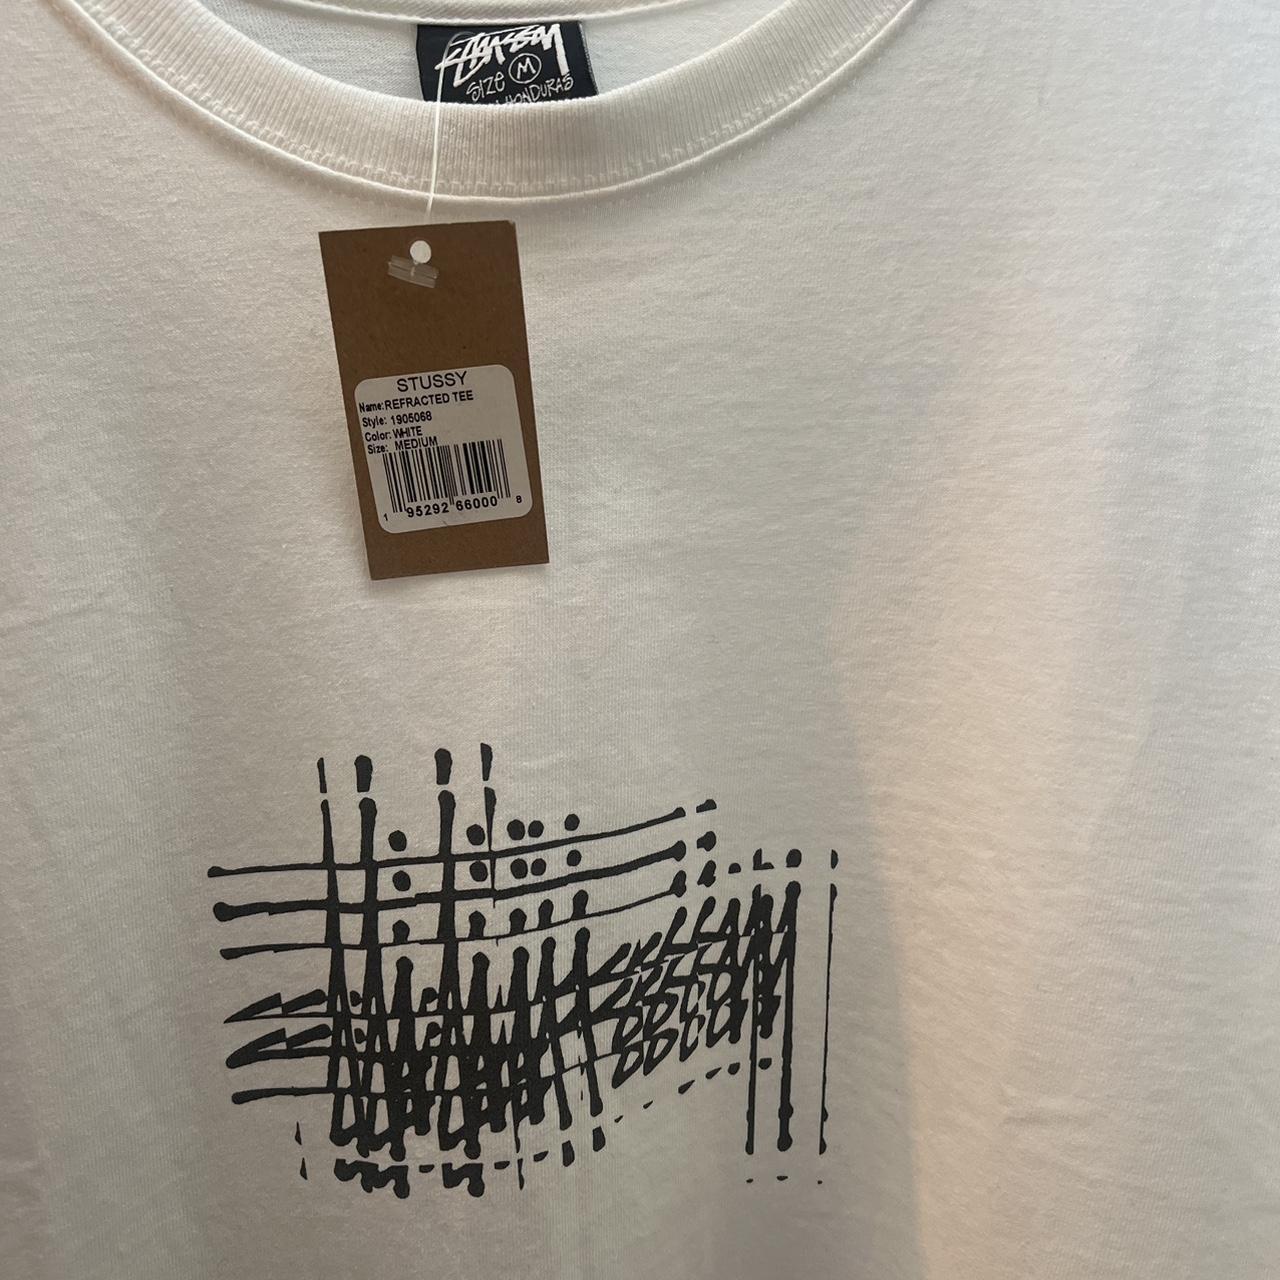 STUSSY
SIZE M
HONDURAS
STUSSY
Name:REFRACTED TEE
Style: 1905068
Color: WHITE
Size: MEDIUM
1 95292 66000 8